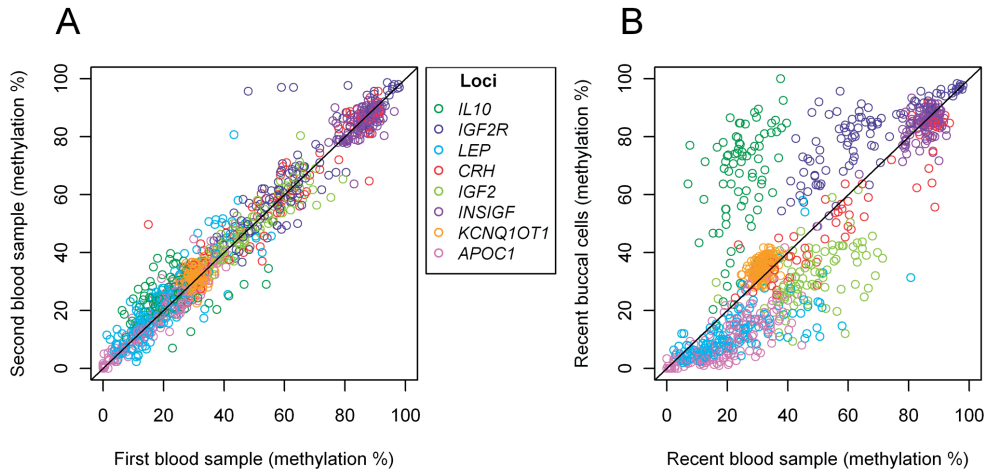 A
Second blood sample (methylation %)
100
80
60
40
20
0
0 20 40 60 80 100
First blood sample (methylation %)
Loci
IL10
IGF2R
LEP
CRH
IGF2
INSIGF
KCNQ1OT1
APOC1
B
Recent buccal cells (methylation %)
100
80
60
40
20
0
0 20 40 60 80 100
Recent blood sample (methylation %)